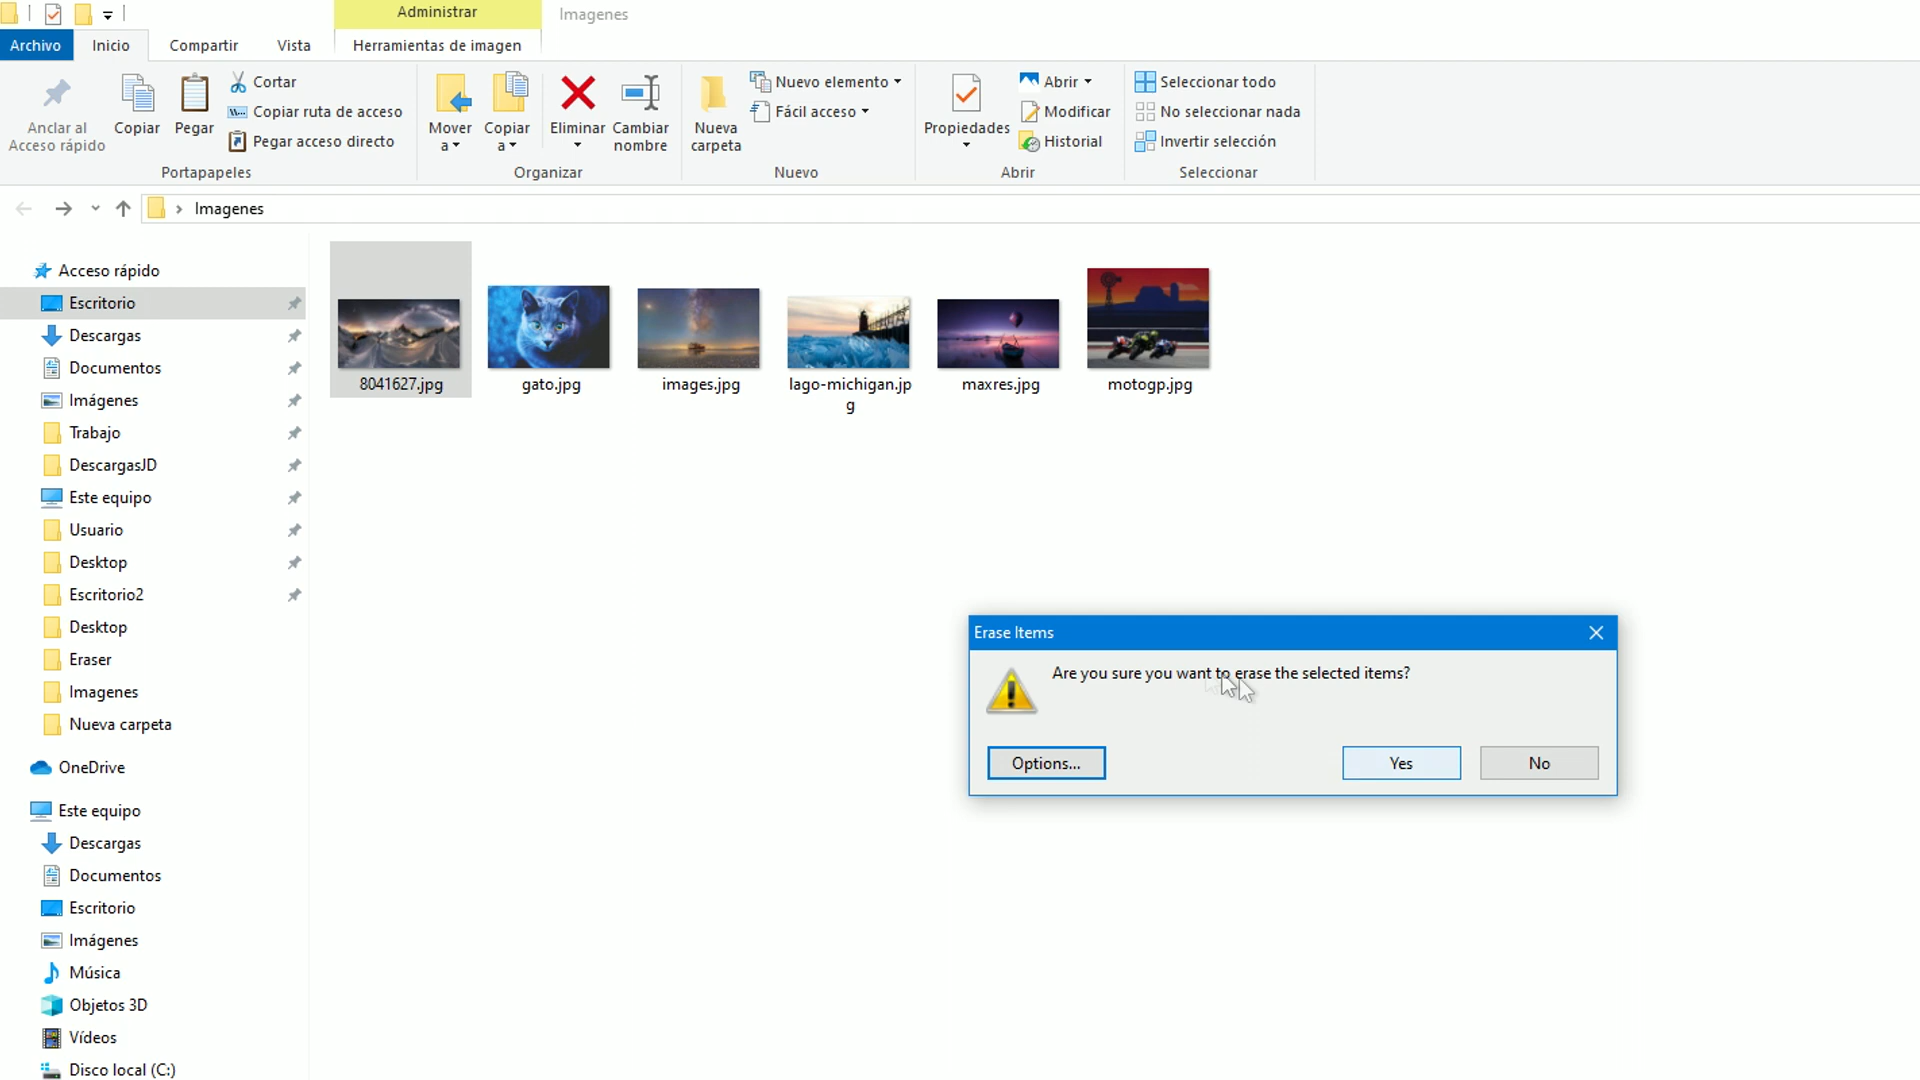 Administrar
Imagenes
Archivo
Inicio
Compartir
Vista
Herramientas de imagen
Anclar al
Acceso rápido
Copiar
Pegar
Cortar
Copiar ruta de acceso
Pegar acceso directo
Portapapeles
Mover
a
Copiar
a
Eliminar
Cambiar
nombre
Organizar
Nueva
carpeta
Nuevo elemento
Fácil acceso
Nuevo
Propiedades
Abrir
Modificar
Historial
Abrir
Seleccionar todo
No seleccionar nada
Invertir selección
Seleccionar
Imagenes
Acceso rápido
Escritorio
Descargas
Documentos
Imágenes
Trabajo
DescargasJD
Este equipo
Usuario
Desktop
Escritorio2
Desktop
Eraser
Imagenes
Nueva carpeta
OneDrive
Este equipo
Descargas
Documentos
Escritorio
Imágenes
Música
Objetos 3D
Vídeos
Disco local (C:)
8041627.jpg
gato.jpg
images.jpg
lago-michigan.jp
g
maxres.jpg
motogp.jpg
Erase Items
Are you sure you want to erase the selected items?
Options...
Yes
No